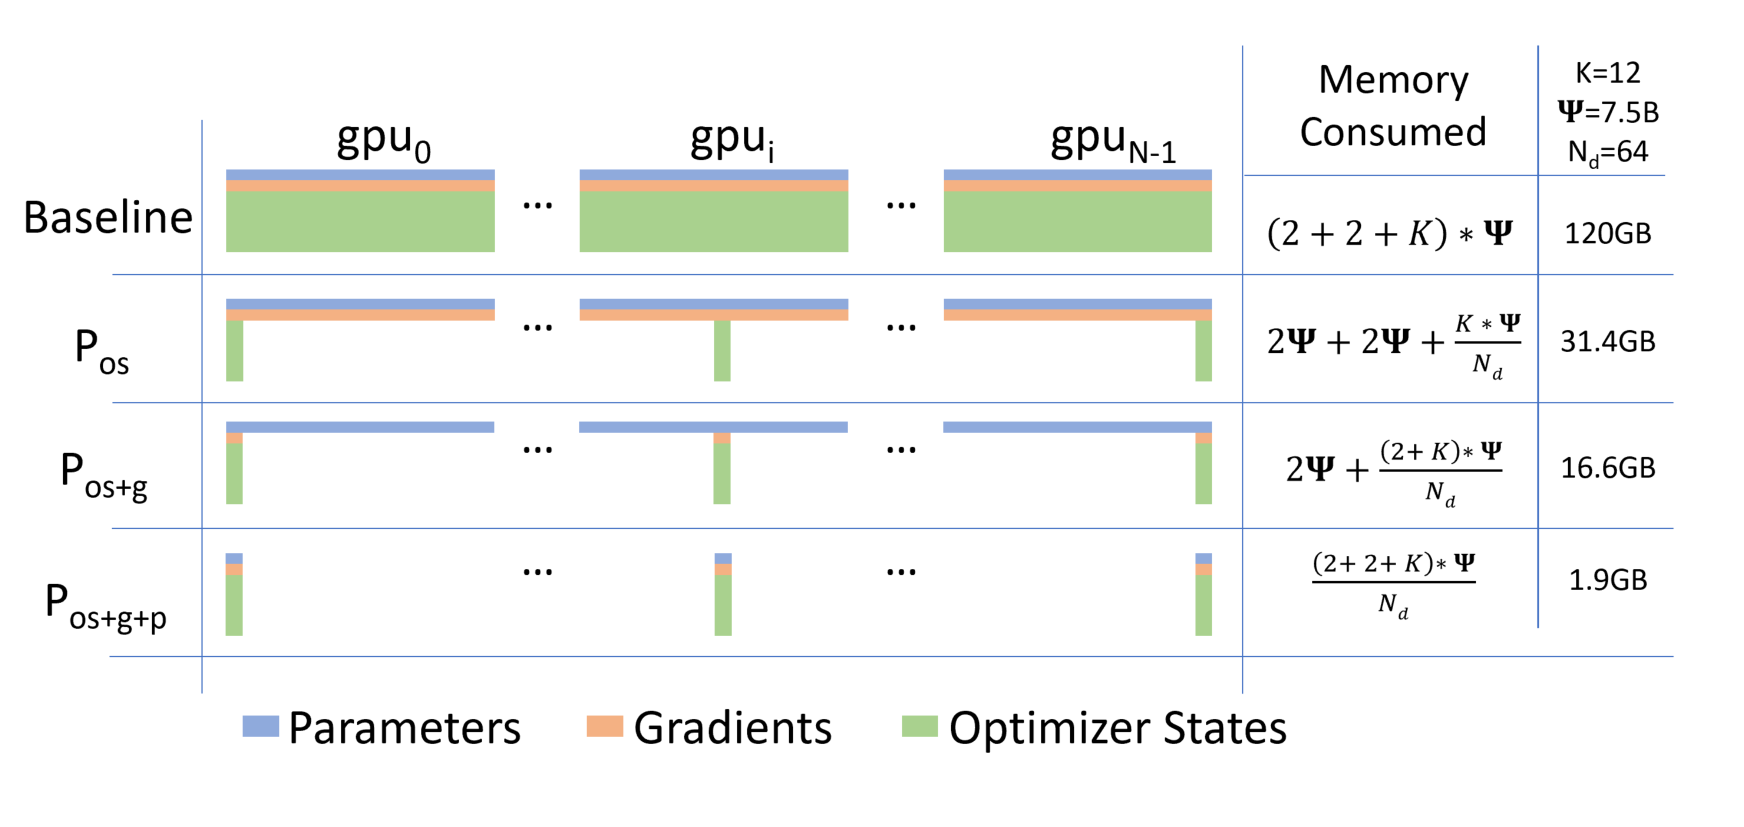 Memory Consumed
K=12
Ψ=7.5B
N_d=64
gpu_0 gpu_i gpu_N-1
Baseline ... ... (2 + 2 + K) ∗ Ψ 120GB
P_os ... ... 2Ψ + 2Ψ + (K ∗ Ψ)/N_d 31.4GB
P_os+g ... ... 2Ψ + ((2+ K)∗ Ψ)/N_d 16.6GB
P_os+g+p ... ... ((2+ 2+ K)∗ Ψ)/N_d 1.9GB
Parameters Gradients Optimizer States